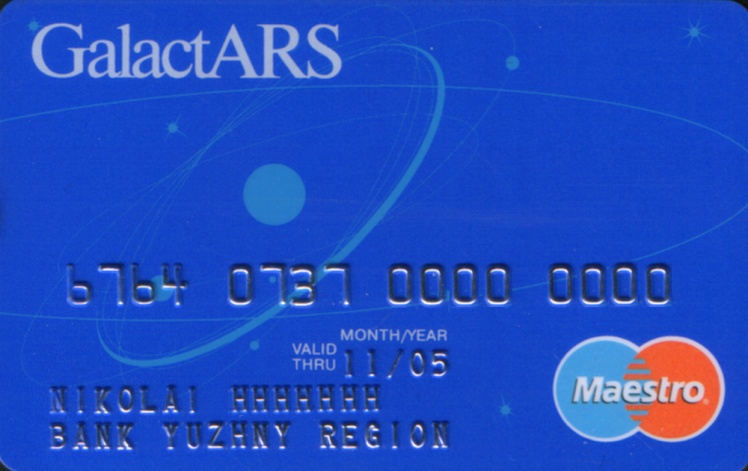 GalactARS
6764 0737 0000 0000
MONTH/YEAR
VALID
THRU 11/05
NIKOLAI HHHHHHH
BANK YUZHNY REGION
Maestro